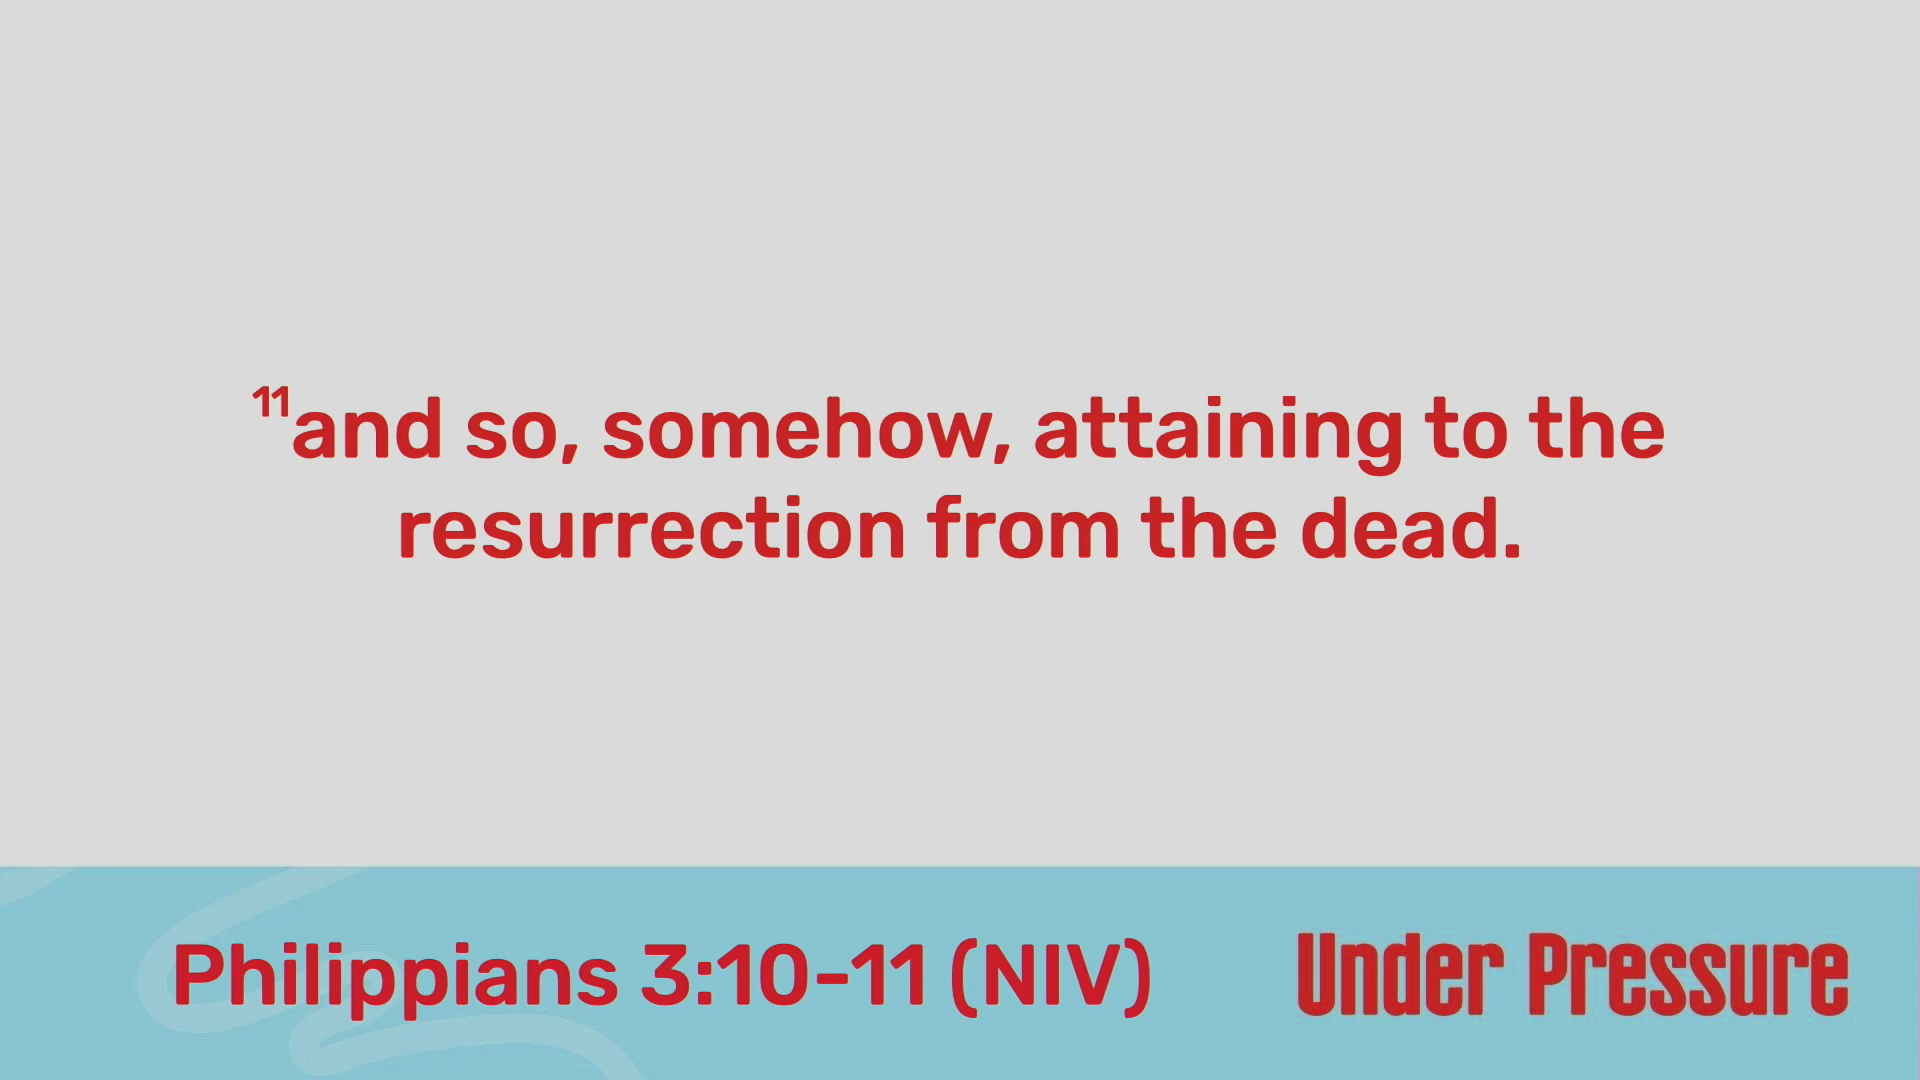 ¹¹and so, somehow, attaining to the
resurrection from the dead.
Philippians 3:10-11 (NIV)
Under Pressure